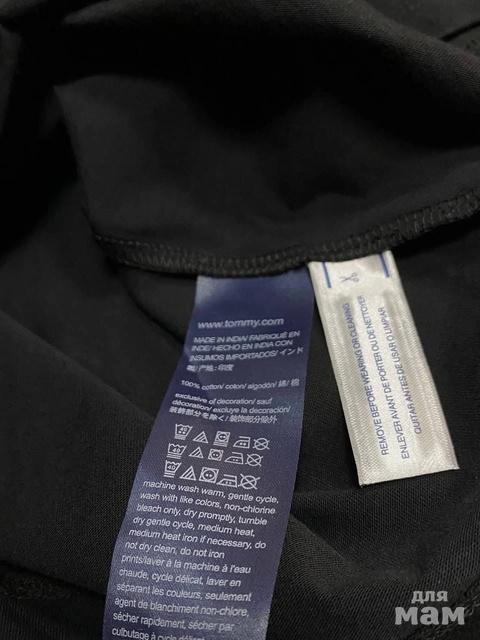 www.tommy.com
MADE IN INDIA/ FABRIQUÉ EN
INDE/ HECHO EN INDIA CON
INSUMOS IMPORTADOS/ インド
製/ 产地: 印度
100% cotton/ coton/ algodón/ 綿/ 棉
exclusive of decoration/ sauf
décoration/ excluye la decoración/
装飾部分を除く/ 装饰部分除外
machine wash warm, gentle cycle,
wash with like colors, non-chlorine
bleach only, dry promptly, tumble
dry gentle cycle, medium heat,
medium heat iron if necessary, do
not dry clean, do not iron
prints/laver à la machine à l'eau
chaude, cycle délicat, laver en
séparant les couleurs, seulement
agent de blanchiment non-chlore,
sécher rapidement, sécher par
culbutage à cycle délicat
REMOVE BEFORE WEARING OR CLEANING
ENLEVER AVANT DE PORTER OU DE NETTOYER
QUITAR ANTES DE USAR O LIMPIAR
для
мам